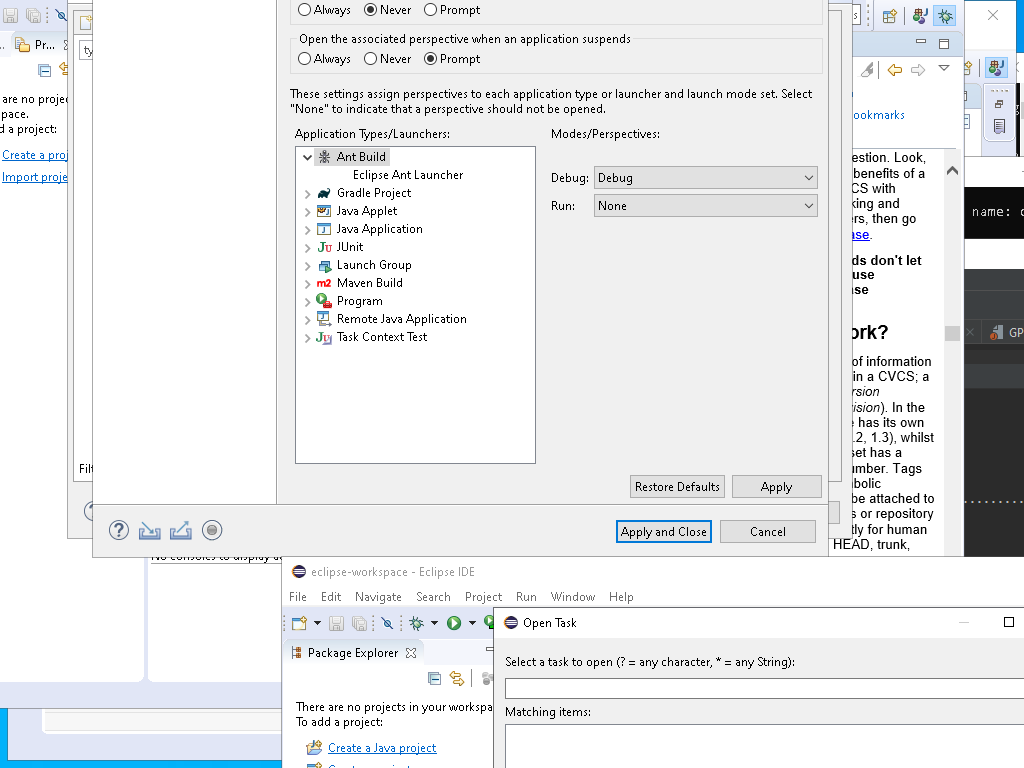 Always Never Prompt
Open the associated perspective when an application suspends
Always Never Prompt
These settings assign perspectives to each application type or launcher and launch mode set. Select
"None" to indicate that a perspective should not be opened.
Application Types/Launchers:
Modes/Perspectives:
Ant Build
Eclipse Ant Launcher
Gradle Project
Java Applet
Java Application
JUnit
Launch Group
Maven Build
Program
Remote Java Application
Task Context Test
Debug: Debug
Run: None
Restore Defaults Apply
Apply and Close Cancel
Pr...
are no projec
pace.
d a project:
Create a proj
Import proje
ty
Filt
ookmarks
estion. Look,
benefits of a
CS with
king and
ers, then go
ase.
ds don't let
use
ase
ork?
of information
in a CVCS; a
rsion
ision). In the
e has its own
.2, 1.3), whilst
set has a
umber. Tags
bolic
be attached to
s or repository
tly for human
HEAD, trunk,
name: c
GP
No consoles to display a
eclipse-workspace - Eclipse IDE
File Edit Navigate Search Project Run Window Help
Package Explorer
There are no projects in your workspa
To add a project:
Create a Java project
Open Task
Select a task to open (? = any character, * = any String):
Matching items: